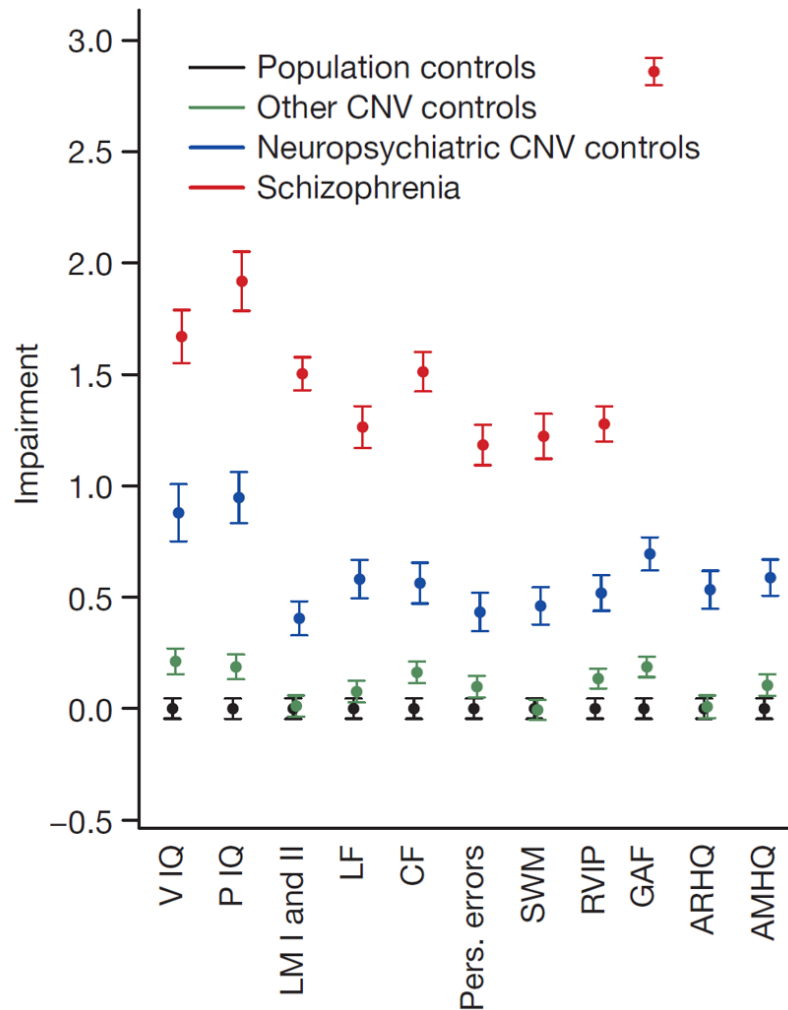 3.0
2.5
2.0
1.5
1.0
0.5
0.0
−0.5
Impairment
Population controls
Other CNV controls
Neuropsychiatric CNV controls
Schizophrenia
V IQ
P IQ
LM I and II
LF
CF
Pers. errors
SWM
RVIP
GAF
ARHQ
AMHQ